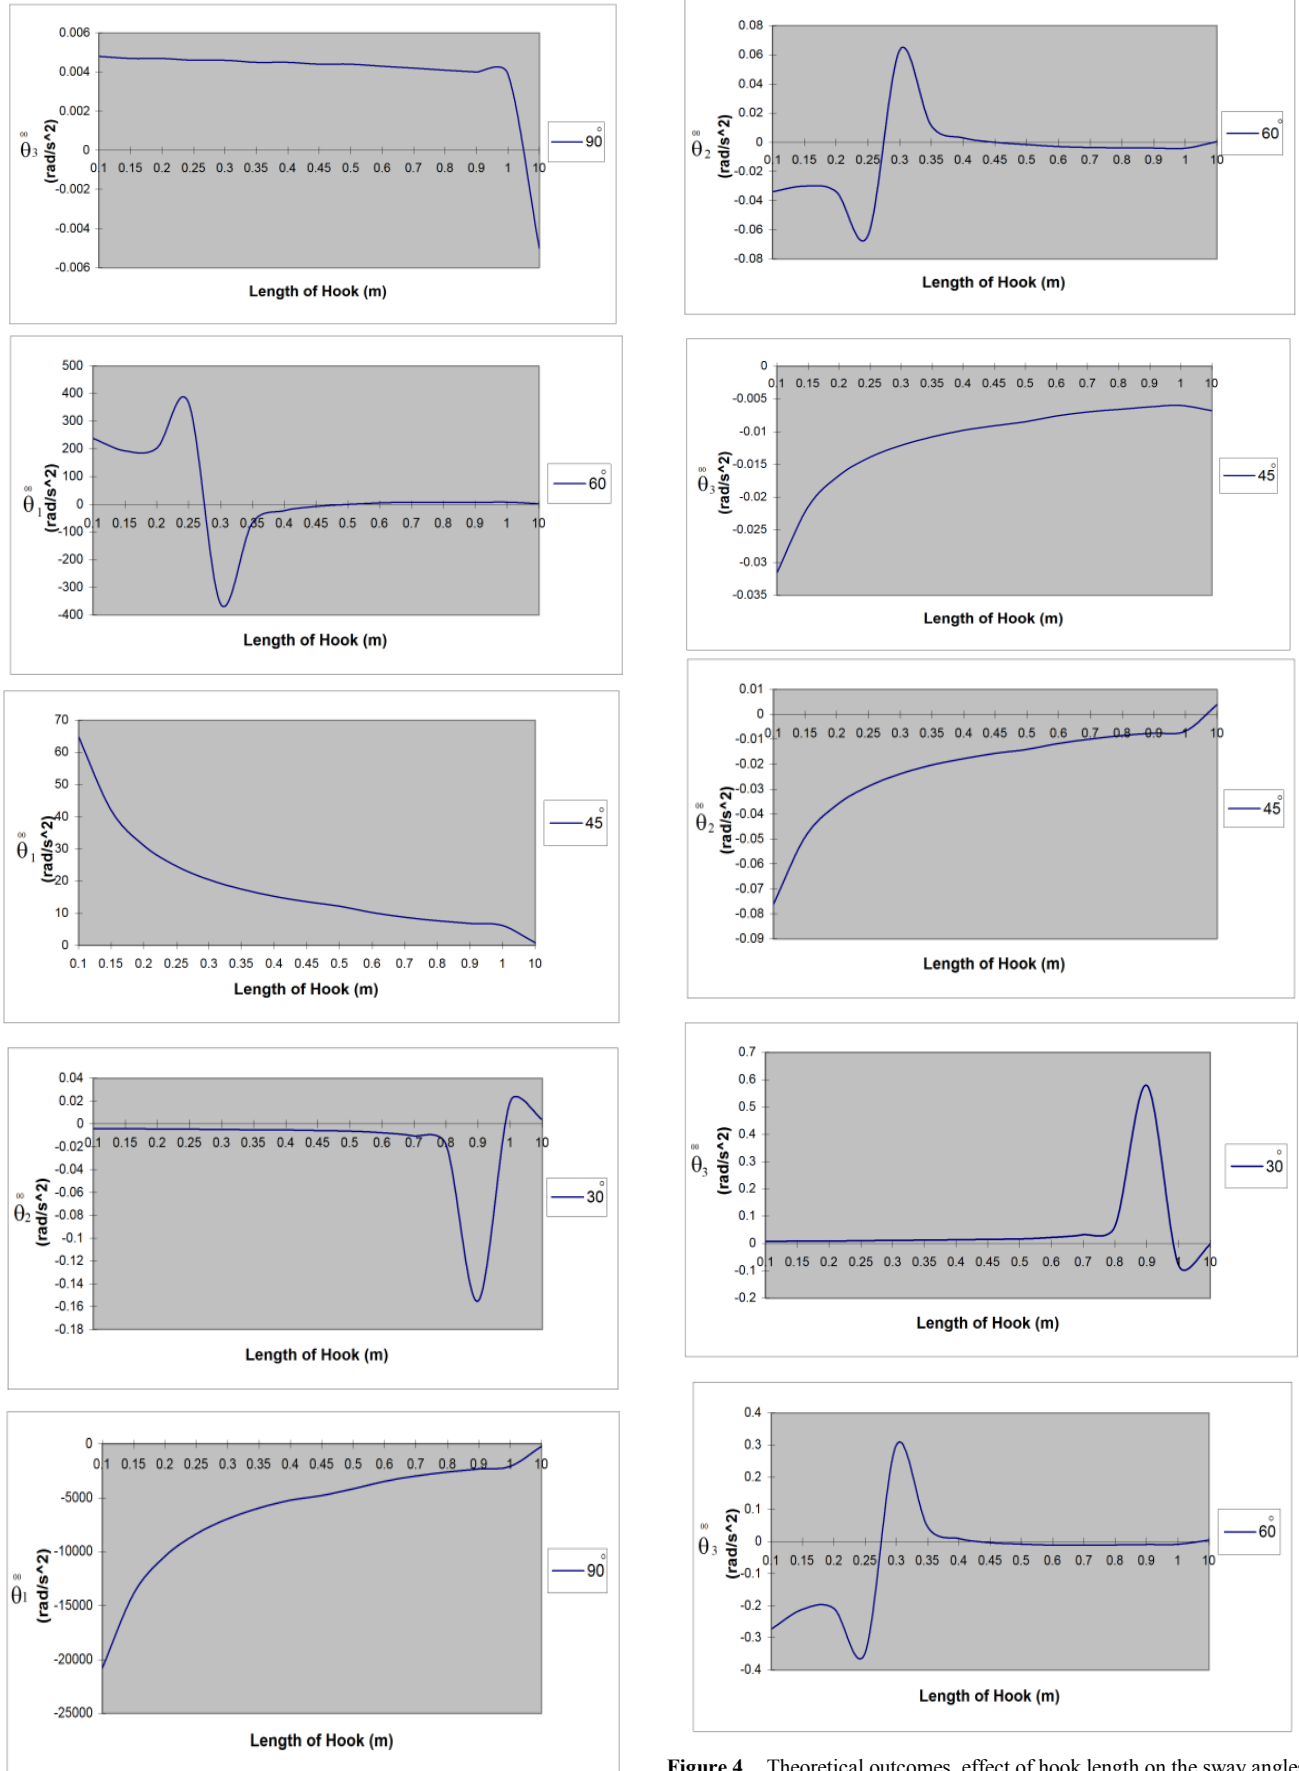 0.006
0.004
0.002
0
-0.002
-0.004
-0.006
0.1 0.15 0.2 0.25 0.3 0.35 0.4 0.45 0.5 0.6 0.7 0.8 0.9 1 10
θ3
(rad/s^2)
Length of Hook (m)
90°
0.08
0.06
0.04
0.02
0
-0.02
-0.04
-0.06
-0.08
0.1 0.15 0.2 0.25 0.3 0.35 0.4 0.45 0.5 0.6 0.7 0.8 0.9 1 10
θ2
(rad/s^2)
Length of Hook (m)
60°
500
400
300
200
100
0
-100
-200
-300
-400
0.1 0.15 0.2 0.25 0.3 0.35 0.4 0.45 0.5 0.6 0.7 0.8 0.9 1 10
θ1
(rad/s^2)
Length of Hook (m)
60°
0
-0.005
-0.01
-0.015
-0.02
-0.025
-0.03
-0.035
0.1 0.15 0.2 0.25 0.3 0.35 0.4 0.45 0.5 0.6 0.7 0.8 0.9 1 10
θ3
(rad/s^2)
Length of Hook (m)
45°
70
60
50
40
30
20
10
0
0.1 0.15 0.2 0.25 0.3 0.35 0.4 0.45 0.5 0.6 0.7 0.8 0.9 1 10
θ1
(rad/s^2)
Length of Hook (m)
45°
0.01
0
-0.01
-0.02
-0.03
-0.04
-0.05
-0.06
-0.07
-0.08
-0.09
0.1 0.15 0.2 0.25 0.3 0.35 0.4 0.45 0.5 0.6 0.7 0.8 0.9 1 10
θ2
(rad/s^2)
Length of Hook (m)
45°
0.04
0.02
0
-0.02
-0.04
-0.06
-0.08
-0.1
-0.12
-0.14
-0.16
-0.18
0.1 0.15 0.2 0.25 0.3 0.35 0.4 0.45 0.5 0.6 0.7 0.8 0.9 1 10
θ2
(rad/s^2)
Length of Hook (m)
30°
0.7
0.6
0.5
0.4
0.3
0.2
0.1
0
-0.1
-0.2
0.1 0.15 0.2 0.25 0.3 0.35 0.4 0.45 0.5 0.6 0.7 0.8 0.9 1 10
θ3
(rad/s^2)
Length of Hook (m)
30°
0
-5000
-10000
-15000
-20000
-25000
0.1 0.15 0.2 0.25 0.3 0.35 0.4 0.45 0.5 0.6 0.7 0.8 0.9 1 10
θ1
(rad/s^2)
Length of Hook (m)
90°
0.4
0.3
0.2
0.1
0
-0.1
-0.2
-0.3
-0.4
0.1 0.15 0.2 0.25 0.3 0.35 0.4 0.45 0.5 0.6 0.7 0.8 0.9 1 10
θ3
(rad/s^2)
Length of Hook (m)
60°
Figure 4 Theoretical outcomes, effect of hook length on the sway angles